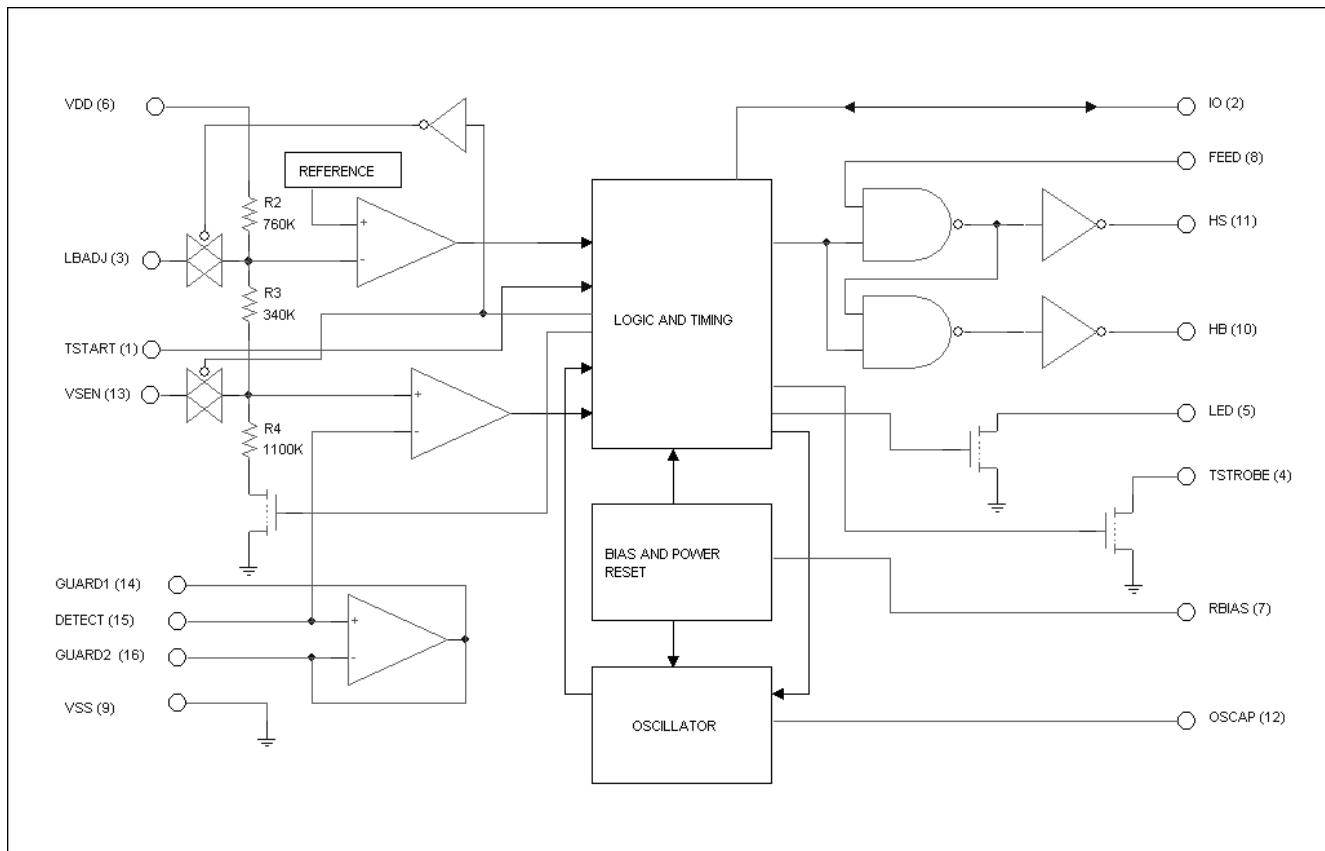 VDD (6)
LBADJ (3)
TSTART (1)
VSEN (13)
GUARD1 (14)
DETECT (15)
GUARD2 (16)
VSS (9)
R2
760K
R3
340K
R4
1100K
REFERENCE
+
-
+
-
+
-
LOGIC AND TIMING
BIAS AND POWER
RESET
OSCILLATOR
IO (2)
FEED (8)
HS (11)
HB (10)
LED (5)
TSTROBE (4)
RBIAS (7)
OSCAP (12)